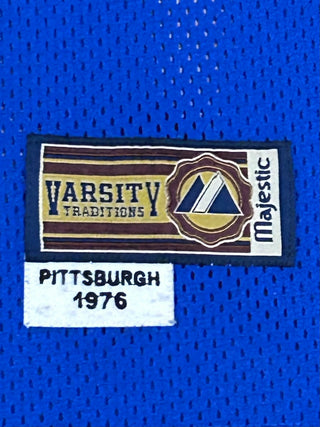 VARSITY
TRADITIONS
Majestic
PITTSBURGH
1976